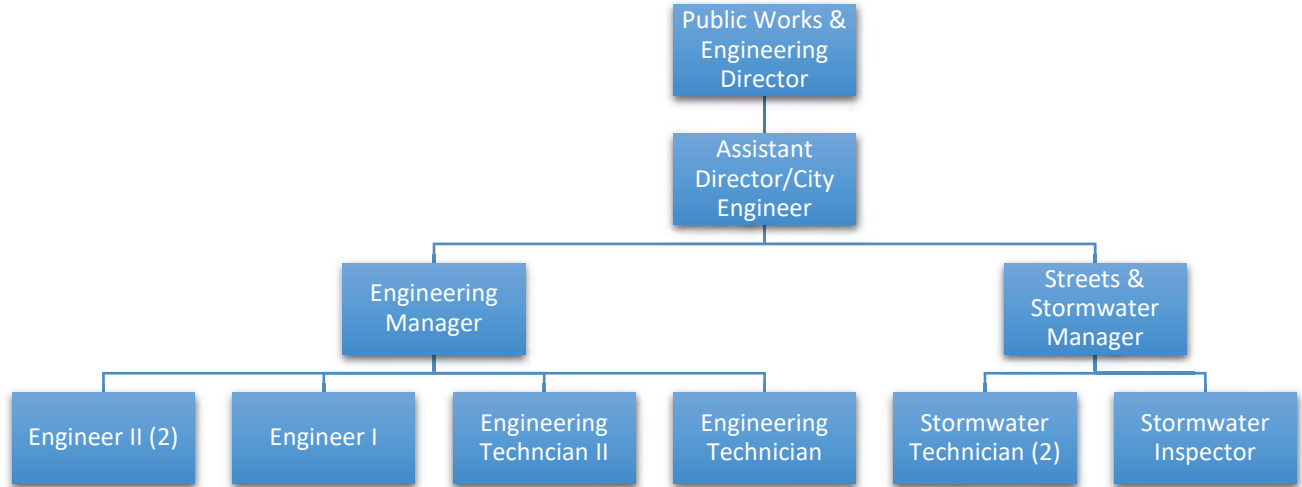 Public Works &
Engineering
Director
Assistant
Director/City
Engineer
Engineering
Manager
Streets &
Stormwater
Manager
Engineer II (2)
Engineer I
Engineering
Techncian II
Engineering
Technician
Stormwater
Technician (2)
Stormwater
Inspector